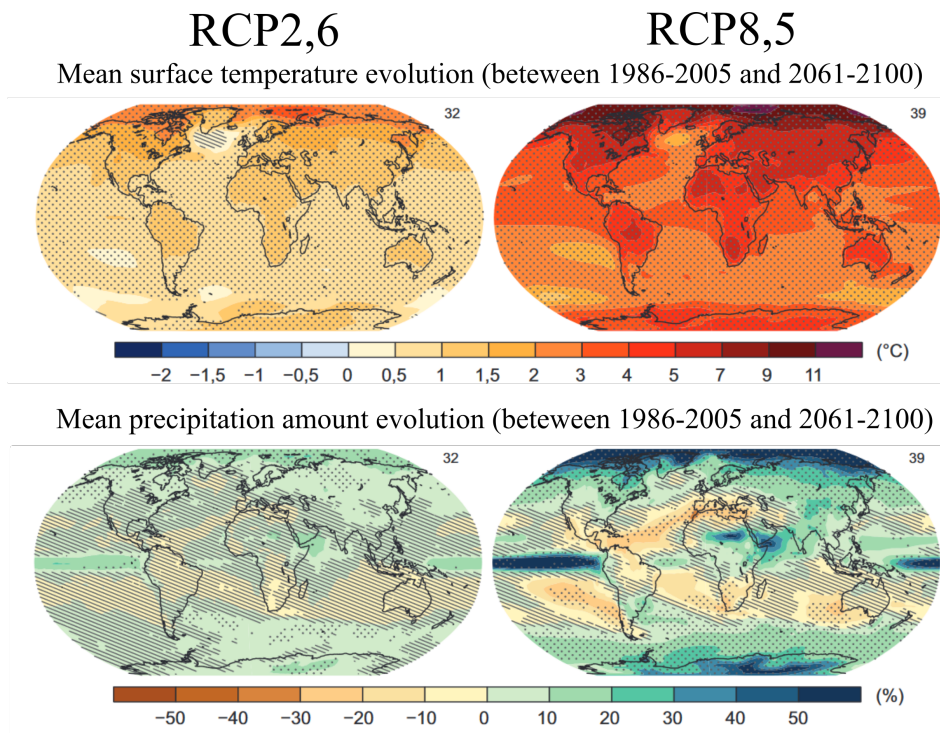 RCP2,6 RCP8,5
Mean surface temperature evolution (beteween 1986-2005 and 2061-2100)
32 39
−2 −1,5 −1 −0,5 0 0,5 1 1,5 2 3 4 5 7 9 11 (°C)
Mean precipitation amount evolution (beteween 1986-2005 and 2061-2100)
32 39
−50 −40 −30 −20 −10 0 10 20 30 40 50 (%)